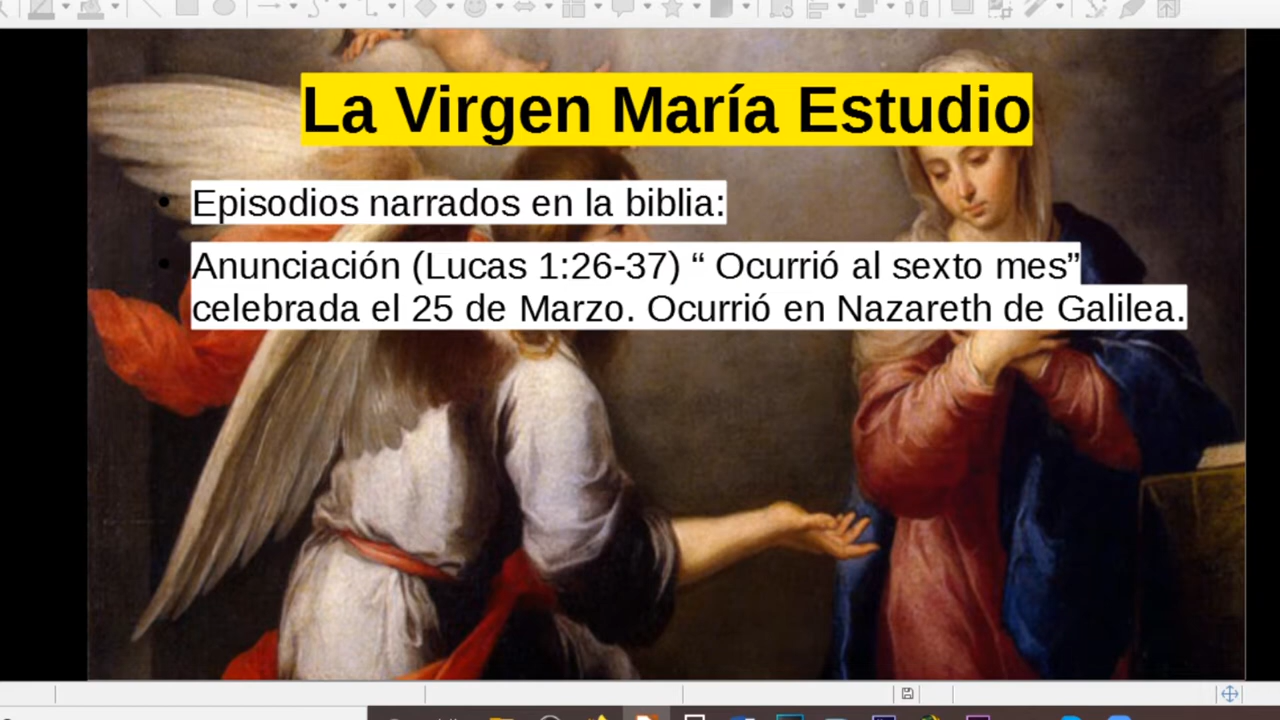 La Virgen María Estudio
Episodios narrados en la biblia:
Anunciación (Lucas 1:26-37) “ Ocurrió al sexto mes”
celebrada el 25 de Marzo. Ocurrió en Nazareth de Galilea.